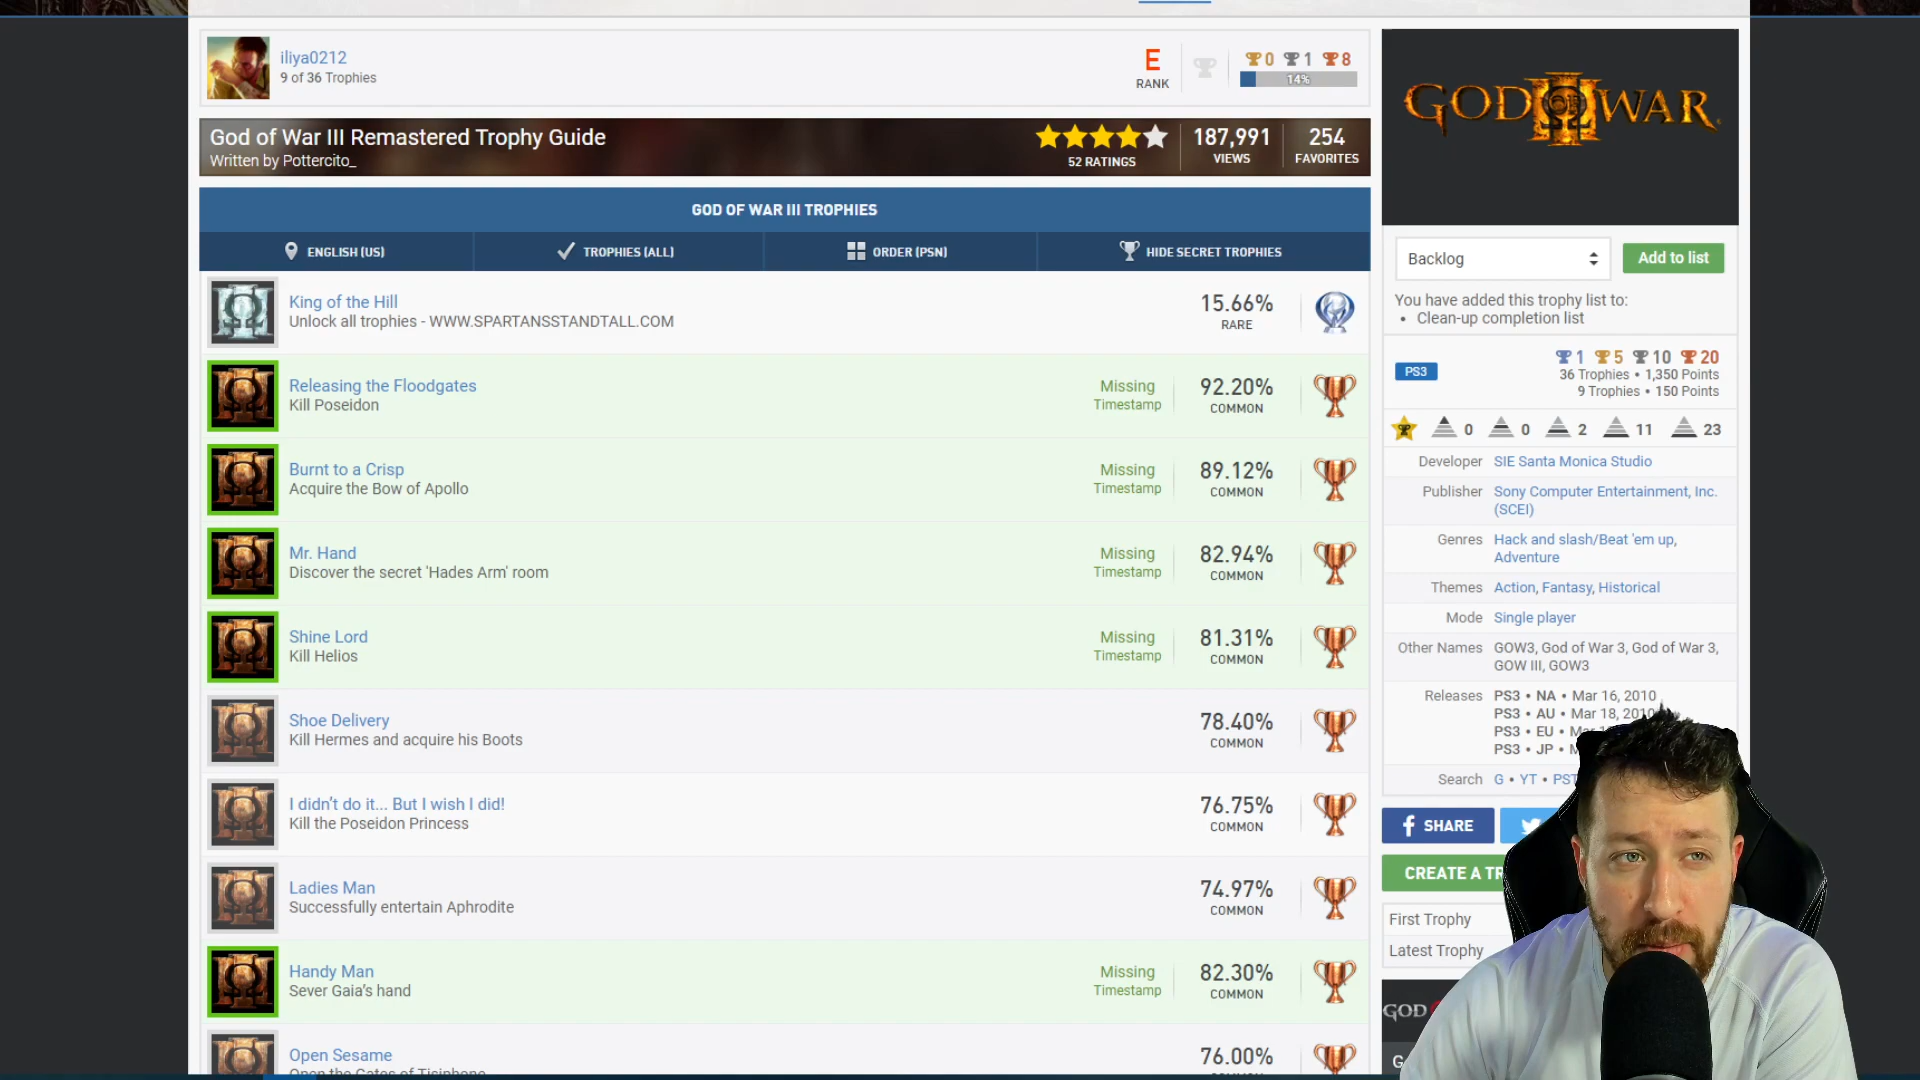 iliya0212
9 of 36 Trophies
E
RANK
0 1 8
14%
God of War III Remastered Trophy Guide
Written by Pottercito_
52 RATINGS
187,991
VIEWS
254
FAVORITES
GOD OF WAR III TROPHIES
ENGLISH (US)
TROPHIES (ALL)
ORDER (PSN)
HIDE SECRET TROPHIES
King of the Hill
Unlock all trophies - WWW.SPARTANSSTANDTALL.COM
15.66%
RARE
Releasing the Floodgates
Kill Poseidon
Missing
Timestamp
92.20%
COMMON
Burnt to a Crisp
Acquire the Bow of Apollo
Missing
Timestamp
89.12%
COMMON
Mr. Hand
Discover the secret 'Hades Arm' room
Missing
Timestamp
82.94%
COMMON
Shine Lord
Kill Helios
Missing
Timestamp
81.31%
COMMON
Shoe Delivery
Kill Hermes and acquire his Boots
78.40%
COMMON
I didn't do it... But I wish I did!
Kill the Poseidon Princess
76.75%
COMMON
Ladies Man
Successfully entertain Aphrodite
74.97%
COMMON
Handy Man
Sever Gaia's hand
Missing
Timestamp
82.30%
COMMON
Open Sesame
Open the Gates of Tisiphone
76.00%
GOD OF WAR
Backlog
Add to list
You have added this trophy list to:
• Clean-up completion list
PS3
1 5 10 20
36 Trophies • 1,350 Points
9 Trophies • 150 Points
0 0 2 11 23
Developer SIE Santa Monica Studio
Publisher Sony Computer Entertainment, Inc.
(SCEI)
Genres Hack and slash/Beat 'em up,
Adventure
Themes Action, Fantasy, Historical
Mode Single player
Other Names GOW3, God of War 3, God of War 3,
GOW III, GOW3
Releases PS3 • NA • Mar 16, 2010
PS3 • AU • Mar 18, 2010
PS3 • EU •
PS3 • JP •
Search G • YT • PST
SHARE
CREATE A
First Trophy
Latest Trophy
GOD